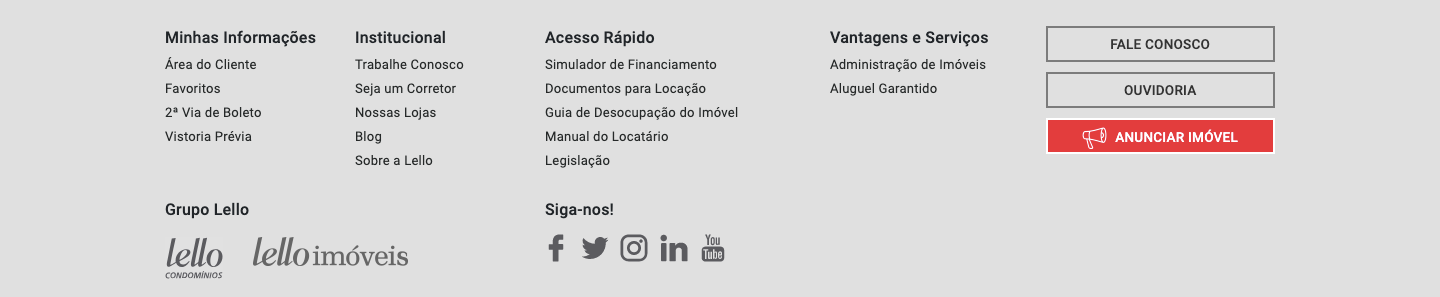 Minhas Informações
Área do Cliente
Favoritos
2ª Via de Boleto
Vistoria Prévia
Institucional
Trabalhe Conosco
Seja um Corretor
Nossas Lojas
Blog
Sobre a Lello
Acesso Rápido
Simulador de Financiamento
Documentos para Locação
Guia de Desocupação do Imóvel
Manual do Locatário
Legislação
Vantagens e Serviços
Administração de Imóveis
Aluguel Garantido
FALE CONOSCO
OUVIDORIA
ANUNCIAR IMÓVEL
Grupo Lello
lello
CONDOMÍNIOS
lello imóveis
Siga-nos!
in
You
Tube